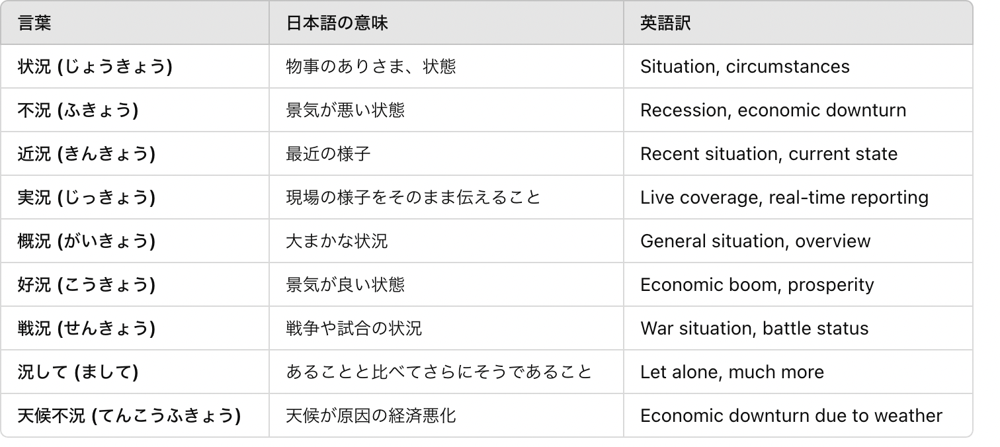 言葉 日本語の意味 英語訳
状況 (じょうきょう) 物事のありさま、状態 Situation, circumstances
不況 (ふきょう) 景気が悪い状態 Recession, economic downturn
近況 (きんきょう) 最近の様子 Recent situation, current state
実況 (じっきょう) 現場の様子をそのまま伝えること Live coverage, real-time reporting
概況 (がいきょう) 大まかな状況 General situation, overview
好況 (こうきょう) 景気が良い状態 Economic boom, prosperity
戦況 (せんきょう) 戦争や試合の状況 War situation, battle status
況して (まして) あることと比べてさらにそうであること Let alone, much more
天候不況 (てんこうふきょう) 天候が原因の経済悪化 Economic downturn due to weather